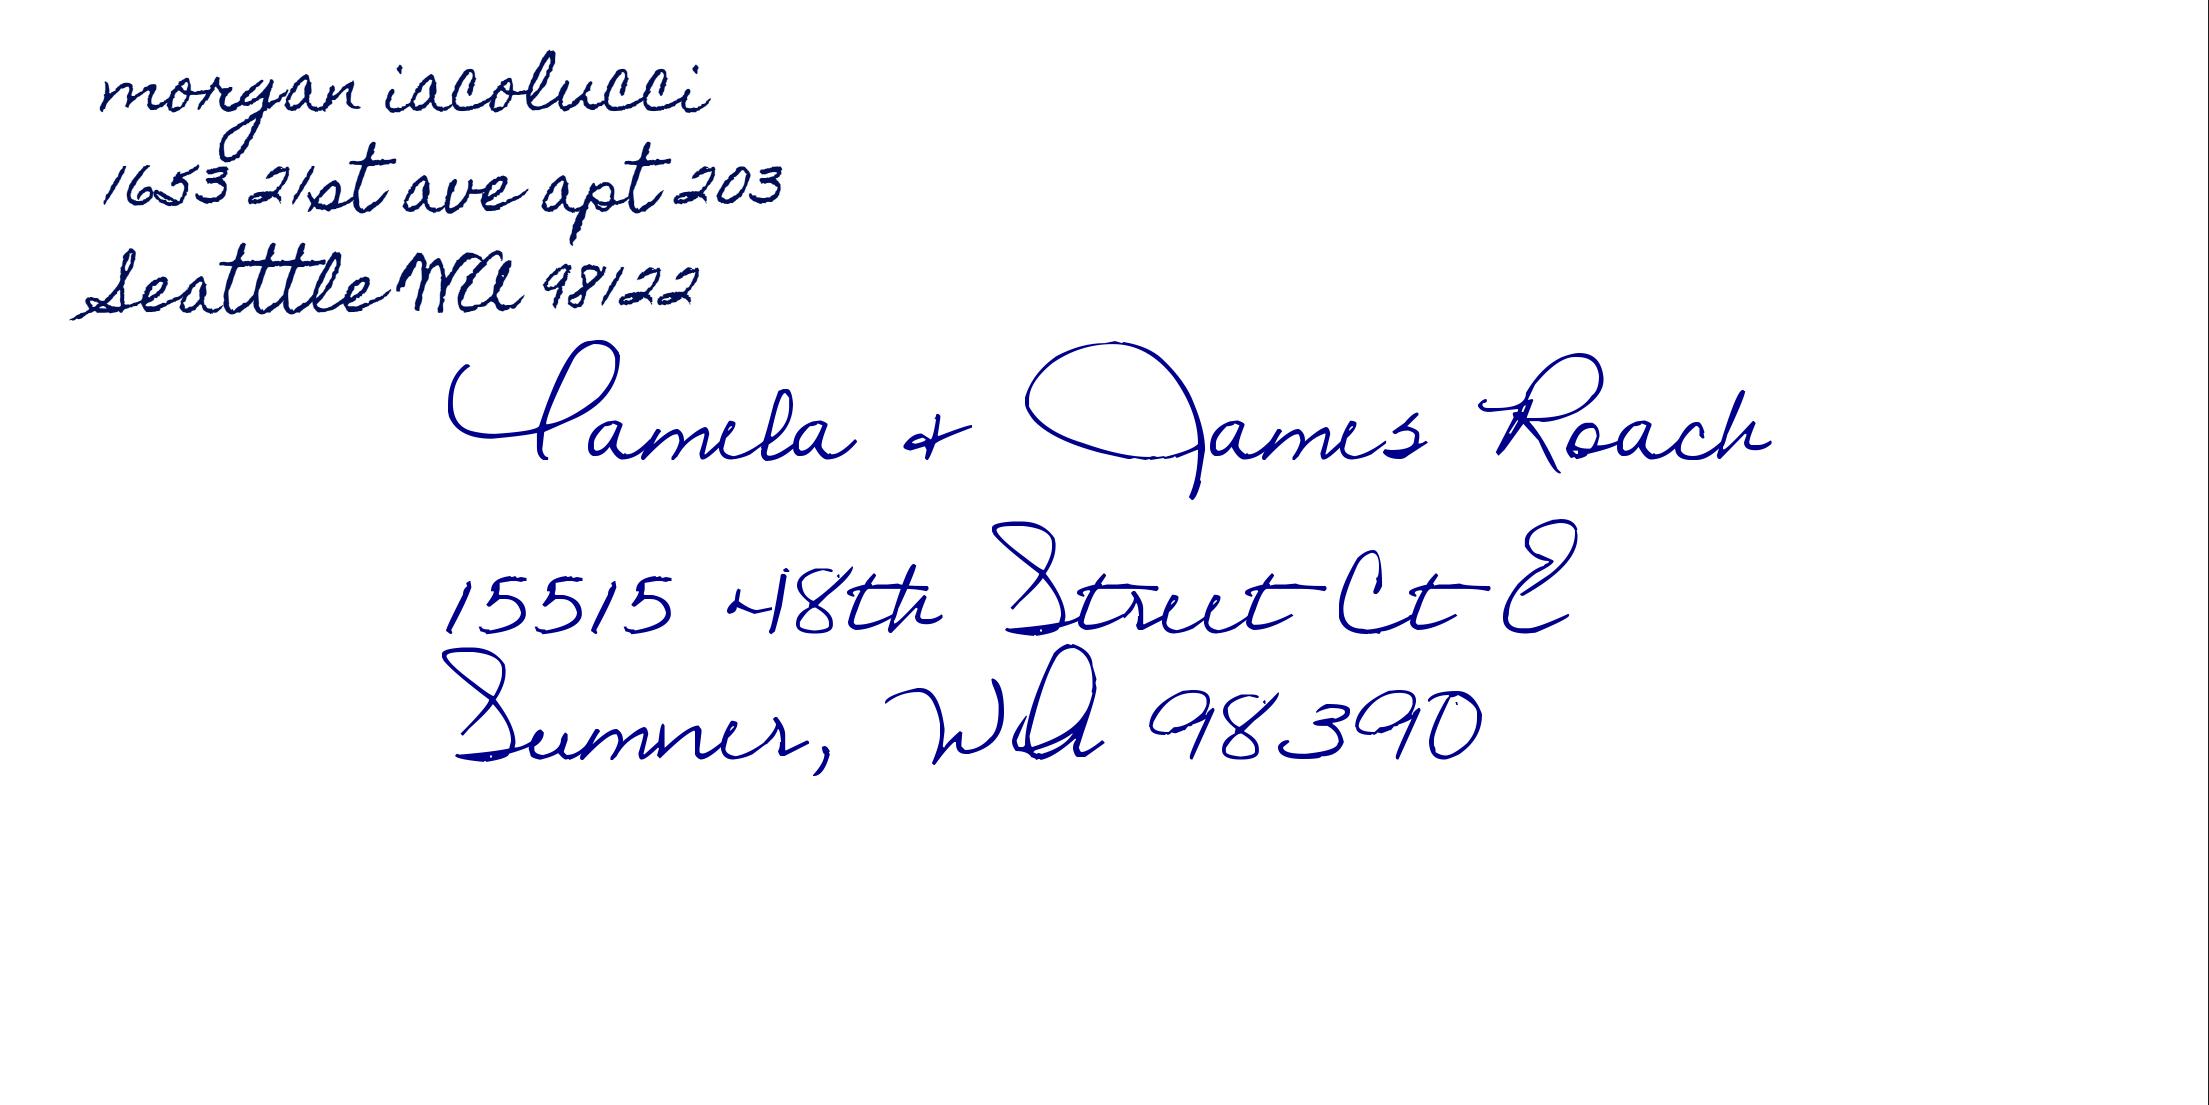 morgan iacolucci
1653 21st ave apt 203
Seatttle WA 98122
Pamela & James Roach
15515 48th Street Ct E
Sumner, WA 98390